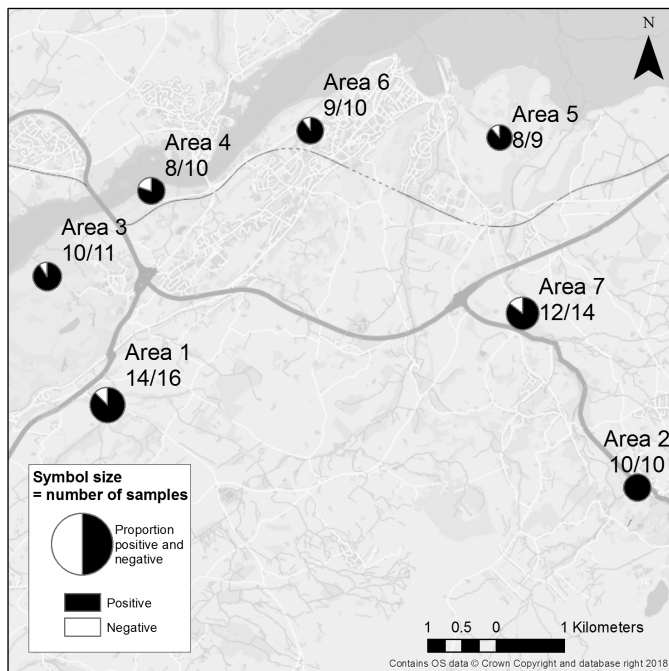 N
Area 6
9/10
Area 5
8/9
Area 4
8/10
Area 3
10/11
Area 7
12/14
Area 1
14/16
Area 2
10/10
Symbol size
= number of samples
Proportion
positive and
negative
Positive
Negative
1 0.5 0 1 Kilometers
Contains OS data © Crown Copyright and database right 2018